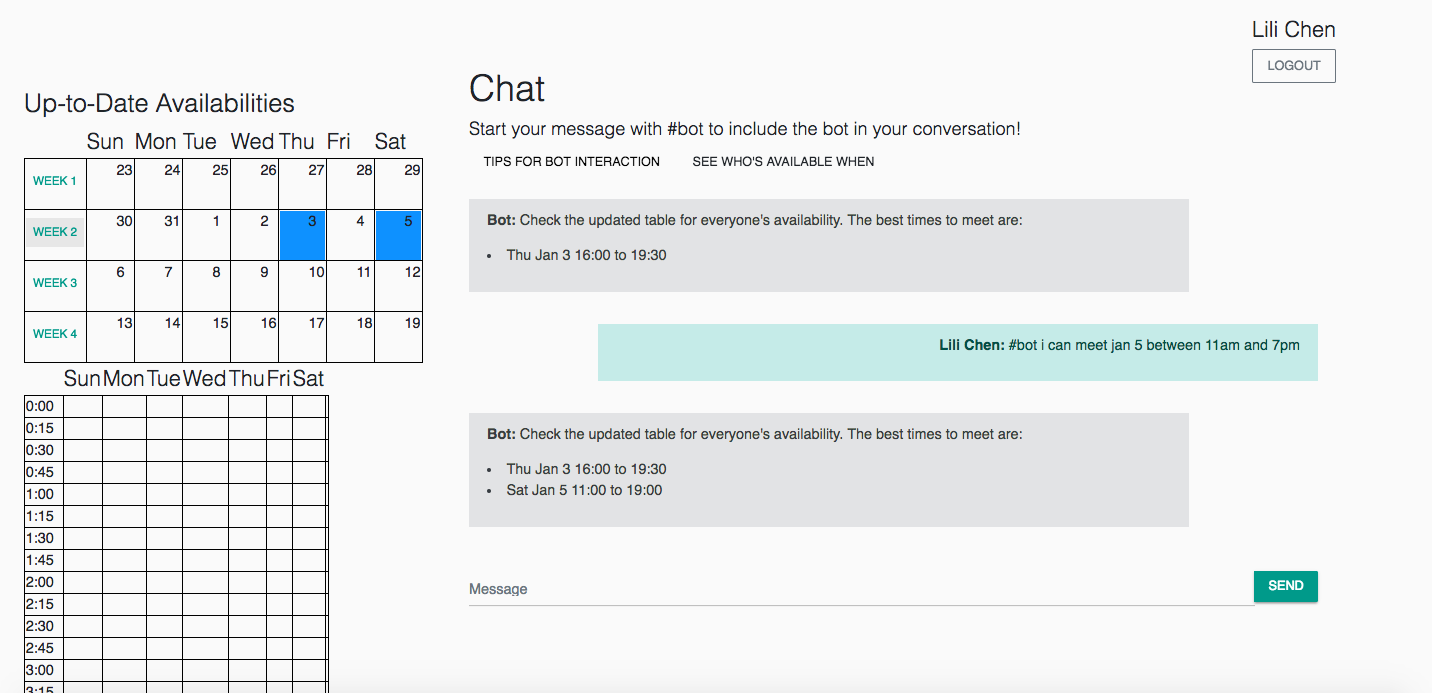 Lili Chen
LOGOUT
Up-to-Date Availabilities
Sun Mon Tue Wed Thu Fri Sat
WEEK 1 23 24 25 26 27 28 29
WEEK 2 30 31 1 2 3 4 5
WEEK 3 6 7 8 9 10 11 12
WEEK 4 13 14 15 16 17 18 19
Sun Mon Tue Wed Thu Fri Sat
0:00
0:15
0:30
0:45
1:00
1:15
1:30
1:45
2:00
2:15
2:30
2:45
3:00
3:15
Chat
Start your message with #bot to include the bot in your conversation!
TIPS FOR BOT INTERACTION SEE WHO'S AVAILABLE WHEN
Bot: Check the updated table for everyone's availability. The best times to meet are:
• Thu Jan 3 16:00 to 19:30
Lili Chen: #bot i can meet jan 5 between 11am and 7pm
Bot: Check the updated table for everyone's availability. The best times to meet are:
• Thu Jan 3 16:00 to 19:30
• Sat Jan 5 11:00 to 19:00
Message
SEND